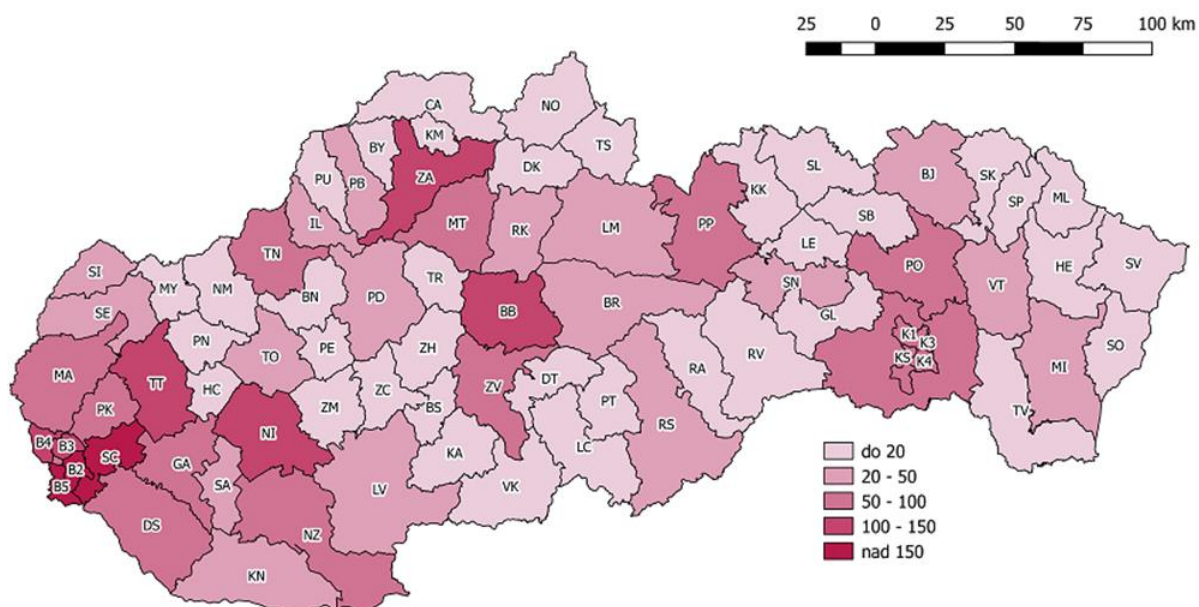 25 0 25 50 75 100 km
CA
NO
KM
BY
TS
ZA
DK
PU
PB
KK
SL
BJ
SK
SP
ML
IL
MT
RK
LM
PP
SB
LE
TN
PO
HE
SV
SI
MY
NM
BN
TR
PD
SN
VT
SE
BB
BR
GL
PN
PE
ZH
K1
K3
TO
K5
K4
SO
MA
TT
HC
RV
RA
MI
ZC
DT
ZV
PK
ZM
BS
PT
TV
B4
B3
NI
RS
SC
KA
LC
B2
GA
B5
SA
LV
VK
DS
NZ
KN
do 20
20 - 50
50 - 100
100 - 150
nad 150